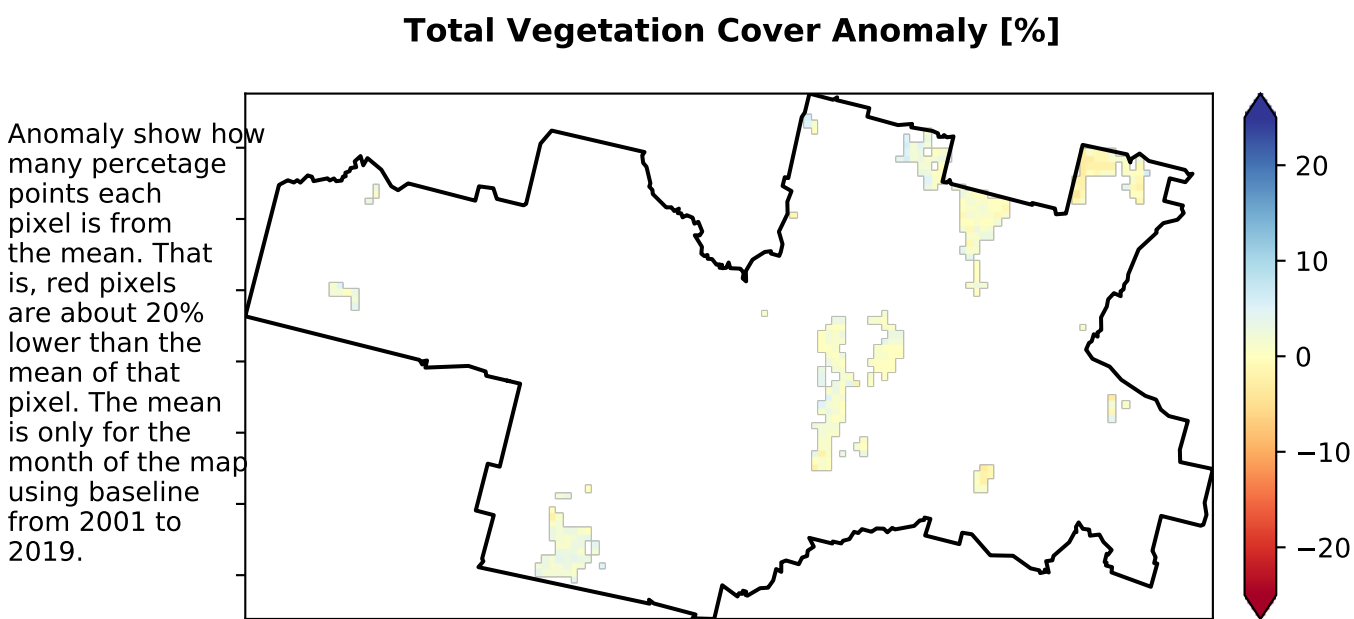 Total Vegetation Cover Anomaly [%]
Anomaly show how
many percetage
points each
pixel is from
the mean. That
is, red pixels
are about 20%
lower than the
mean of that
pixel. The mean
is only for the
month of the map
using baseline
from 2001 to
2019.
20
10
0
−10
−20